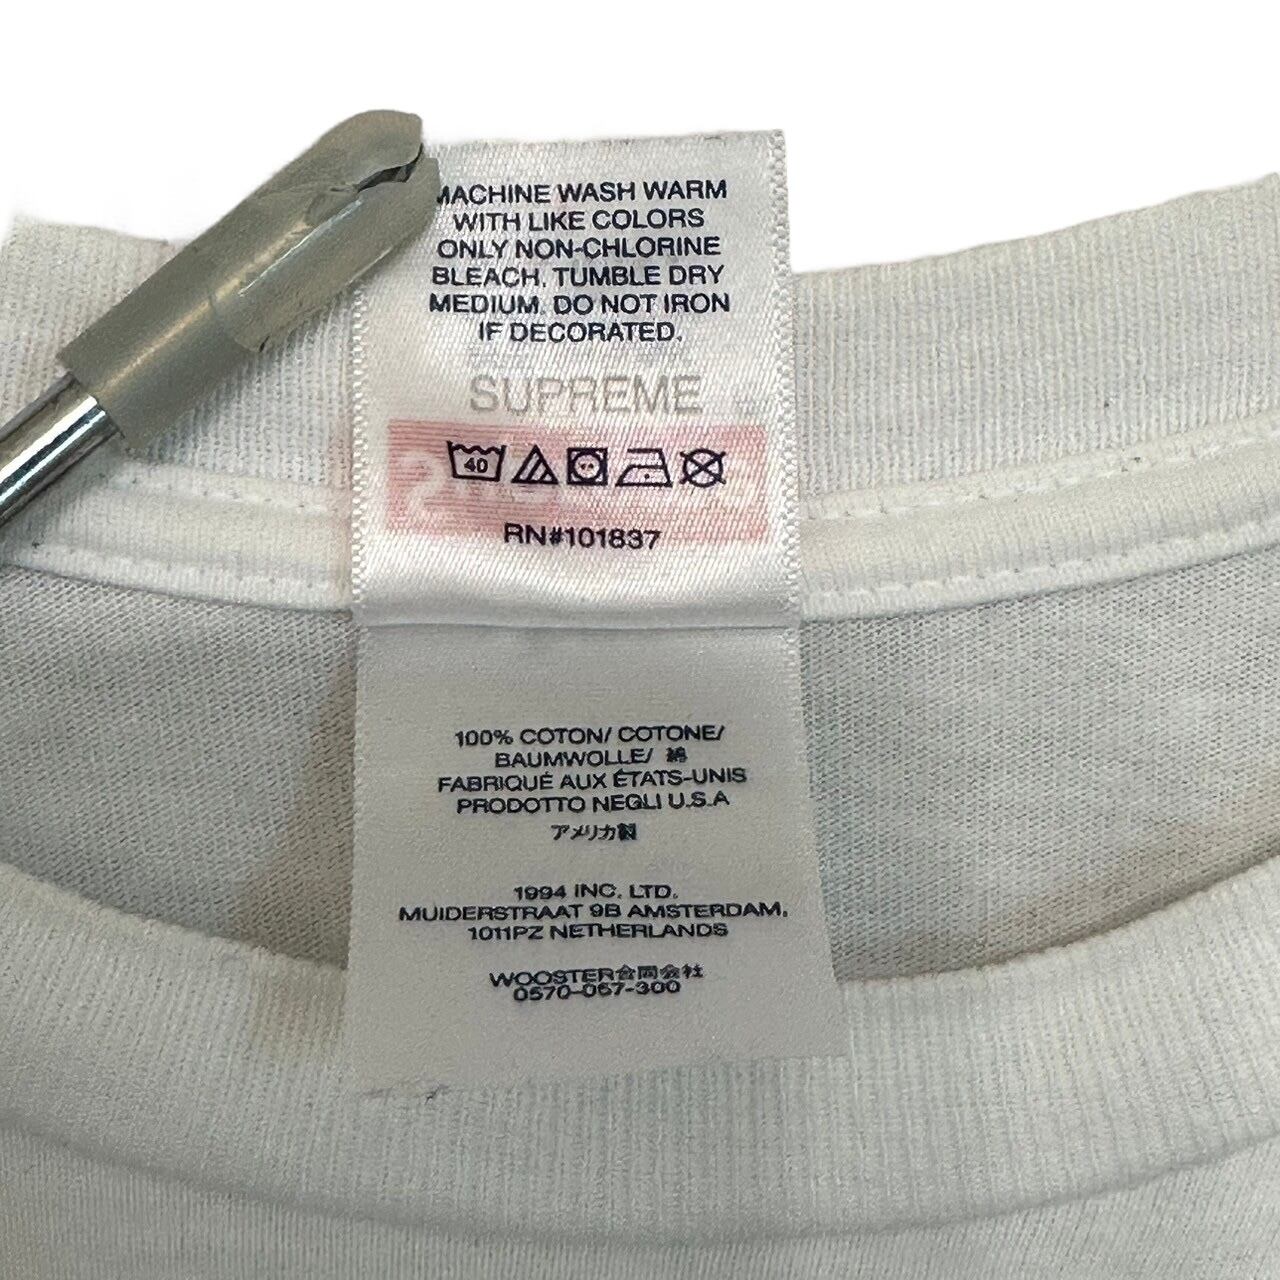 MACHINE WASH WARM
WITH LIKE COLORS
ONLY NON-CHLORINE
BLEACH. TUMBLE DRY
MEDIUM. DO NOT IRON
IF DECORATED.
SUPREME
40
RN#101837
100% COTON/ COTONE/
BAUMWOLLE/ 綿
FABRIQUÉ AUX ÉTATS-UNIS
PRODOTTO NEGLI U.S.A
アメリカ製
1994 INC. LTD.
MUIDERSTRAAT 9B AMSTERDAM,
1011PZ NETHERLANDS
WOOSTER合同会社
0570-067-300